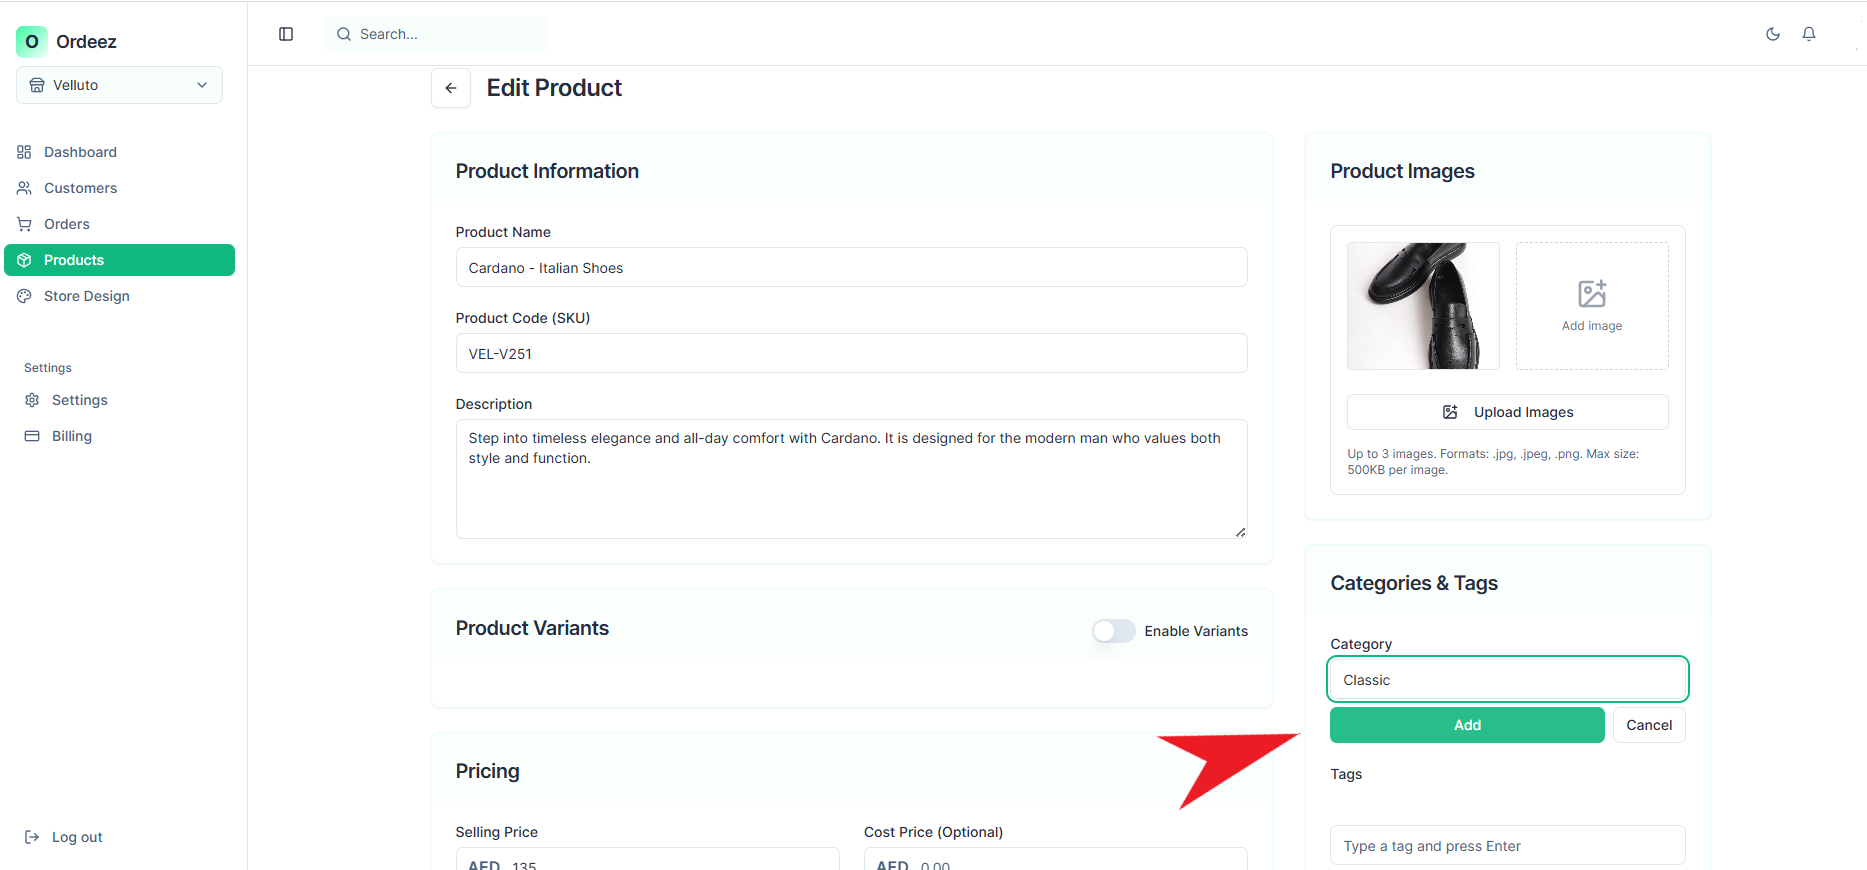 O Ordeez
Velluto
Dashboard
Customers
Orders
Products
Store Design
Settings
Settings
Billing
Log out
Search...
Edit Product
Product Information
Product Name
Cardano - Italian Shoes
Product Code (SKU)
VEL-V251
Description
Step into timeless elegance and all-day comfort with Cardano. It is designed for the modern man who values both
style and function.
Product Variants
Enable Variants
Pricing
Selling Price
AED 135
Cost Price (Optional)
AED 0.00
Product Images
Add image
Upload Images
Up to 3 images. Formats: .jpg, .jpeg, .png. Max size:
500KB per image.
Categories & Tags
Category
Classic
Add
Cancel
Tags
Type a tag and press Enter